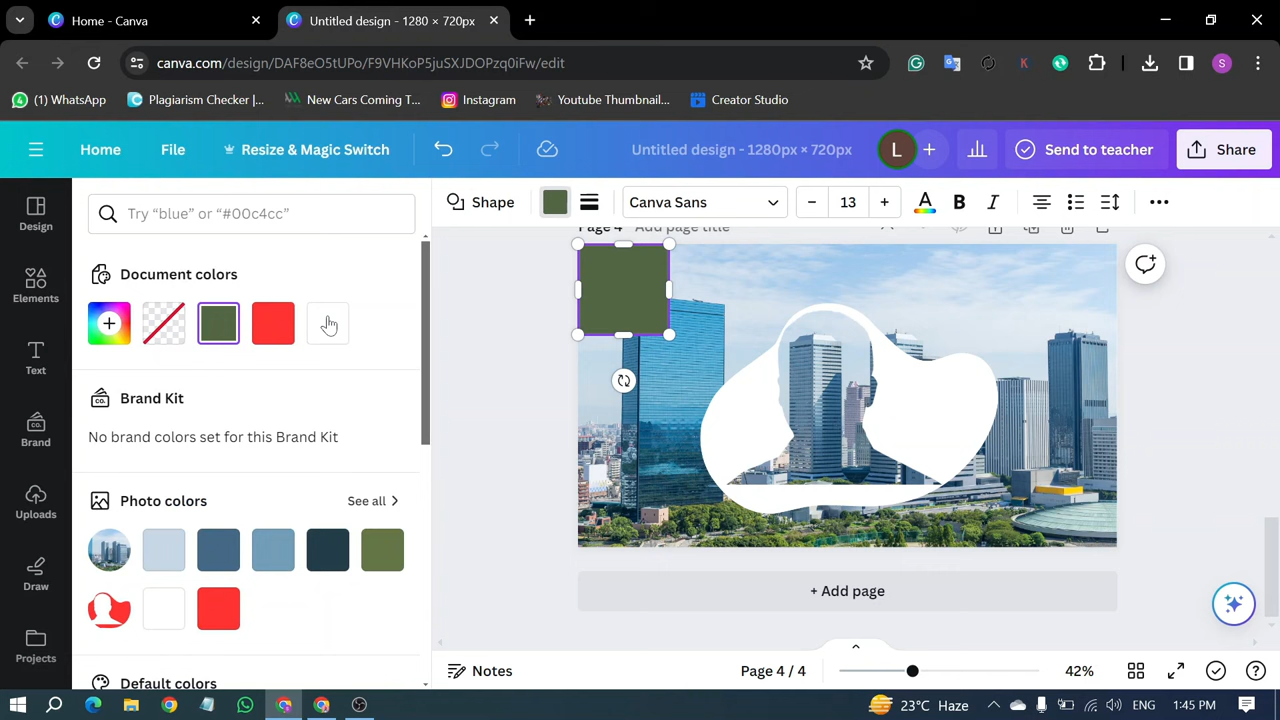 Home - Canva
Untitled design - 1280 × 720px
canva.com/design/DAF8eO5tUPo/F9VHKoP5juSXJDOPzq0iFw/edit
S
(1) WhatsApp
Plagiarism Checker |...
New Cars Coming T...
Instagram
Youtube Thumbnail...
Creator Studio
Home
File
Resize & Magic Switch
Untitled design - 1280px × 720px
L
Send to teacher
Share
Design
Elements
Text
Brand
Uploads
Draw
Projects
Try “blue” or “#00c4cc”
Shape
Canva Sans
13
A
B
I
Document colors
Brand Kit
No brand colors set for this Brand Kit
Photo colors
See all
Default colors
Page 4
Add page title
+ Add page
Notes
Page 4 / 4
42%
23°C Haze
ENG
1:45 PM